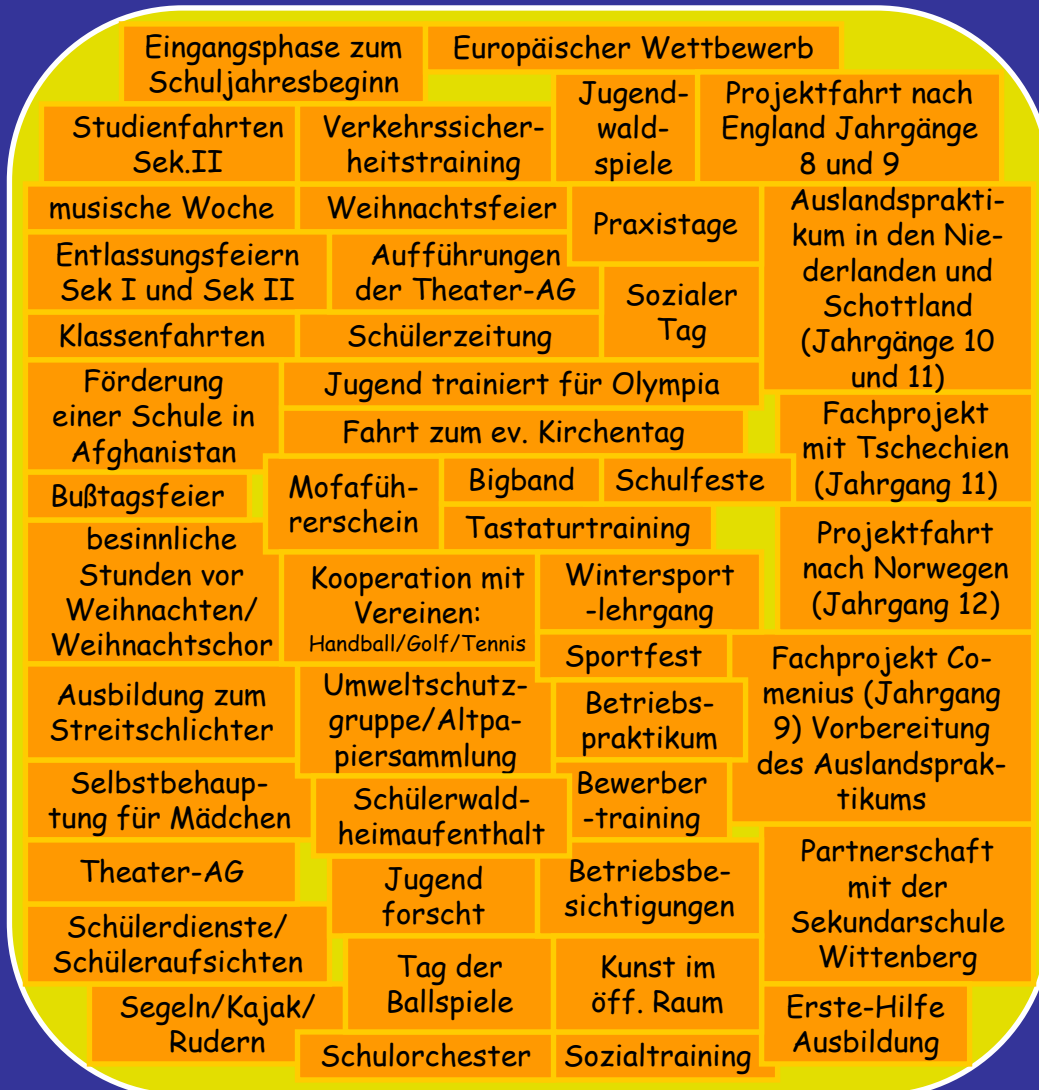 Eingangsphase zum
Schuljahresbeginn
Europäischer Wettbewerb
Studienfahrten
Sek.II
Verkehrssicher-
heitstraining
Jugend-
wald-
spiele
Projektfahrt nach
England Jahrgänge
8 und 9
musische Woche
Weihnachtsfeier
Praxistage
Auslandsprakti-
kum in den Nie-
derlanden und
Schottland
(Jahrgänge 10
und 11)
Entlassungsfeiern
Sek I und Sek II
Aufführungen
der Theater-AG
Sozialer
Tag
Klassenfahrten
Schülerzeitung
Förderung
einer Schule in
Afghanistan
Jugend trainiert für Olympia
Fahrt zum ev. Kirchentag
Fachprojekt
mit Tschechien
(Jahrgang 11)
Bußtagsfeier
Mofafüh-
rerschein
Bigband
Schulfeste
Tastaturtraining
Projektfahrt
nach Norwegen
(Jahrgang 12)
besinnliche
Stunden vor
Weihnachten/
Weihnachtschor
Kooperation mit
Vereinen:
Handball/Golf/Tennis
Wintersport
-lehrgang
Sportfest
Fachprojekt Co-
menius (Jahrgang
9) Vorbereitung
des Auslandsprak-
tikums
Ausbildung zum
Streitschlichter
Umweltschutz-
gruppe/Altpa-
piersammlung
Betriebs-
praktikum
Selbstbehaup-
tung für Mädchen
Schülerwald-
heimaufenthalt
Bewerber
-training
Theater-AG
Jugend
forscht
Betriebsbe-
sichtigungen
Partnerschaft
mit der
Sekundarschule
Wittenberg
Schülerdienste/
Schüleraufsichten
Tag der
Ballspiele
Kunst im
öff. Raum
Segeln/Kajak/
Rudern
Erste-Hilfe
Ausbildung
Schulorchester
Sozialtraining